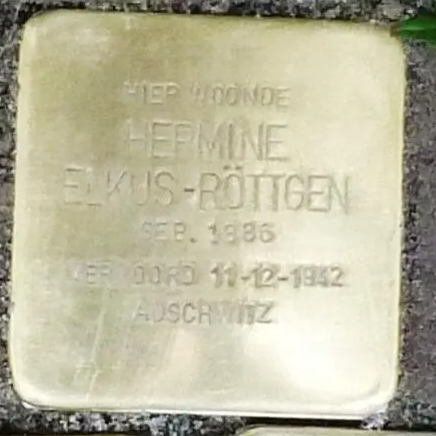 HIER WOONDE
HERMINE
ELKUS-RÖTTGEN
GEB. 1886
VERMOORD 11-12-1942
AUSCHWITZ